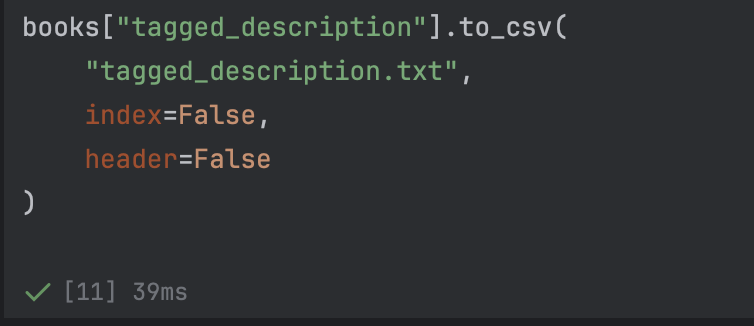 books["tagged_description"].to_csv(
    "tagged_description.txt",
    index=False,
    header=False
)
[11] 39ms